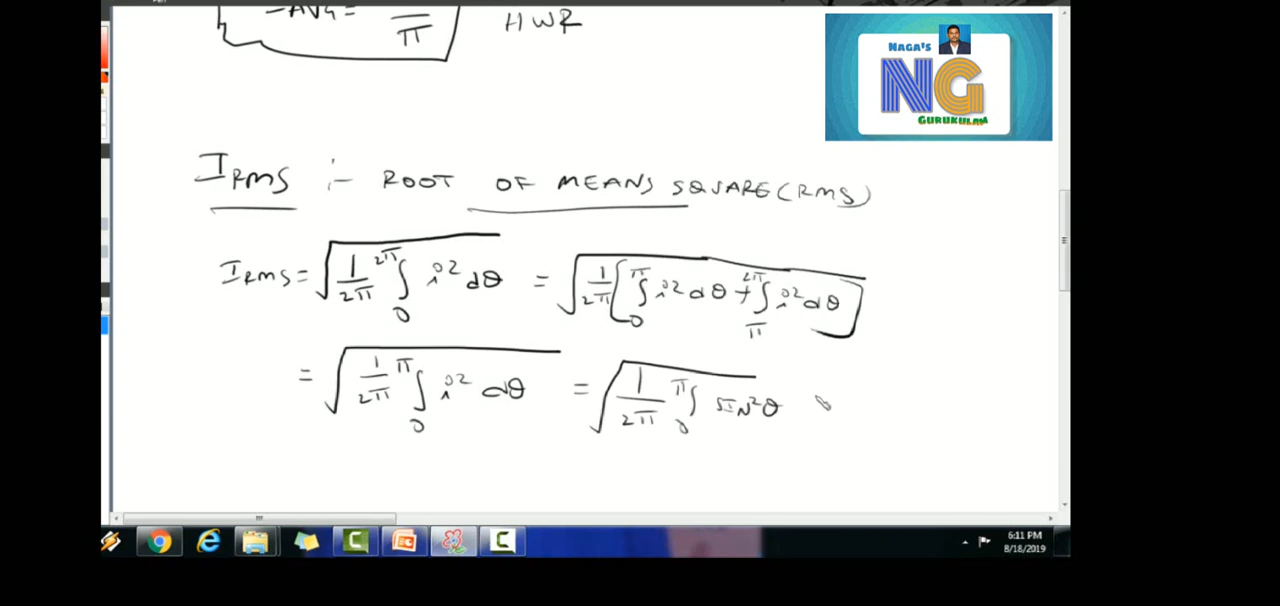 AVG = — / π HWR
NAGA'S
NG
GURUKULAM
IRMS :- ROOT OF MEANS SQUARE (RMS)
IRMS = √(1/2π ∫₀^2π i² dθ) = √(1/2π [∫₀^π i² dθ + ∫π^2π i² dθ])
= √(1/2π ∫₀^π i² dθ) = √(1/2π ∫₀^π SIN²θ
6:11 PM
8/18/2019